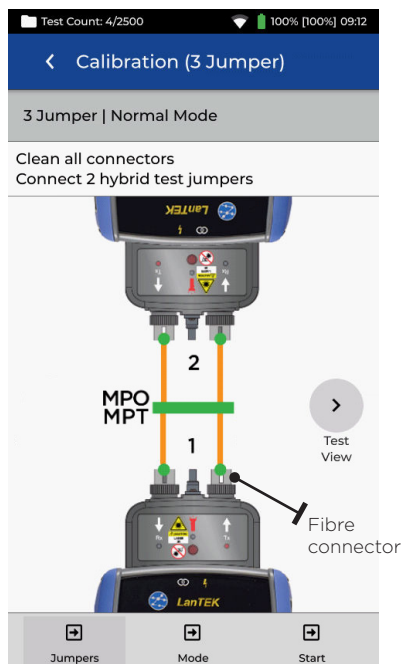 Test Count: 4/2500
100% [100%] 09:12
Calibration (3 Jumper)
3 Jumper | Normal Mode
Clean all connectors
Connect 2 hybrid test jumpers
LanTEK
Tx
Rx
2
MPO
MPT
1
Test
View
Fibre
connector
Rx
Tx
LanTEK
Jumpers
Mode
Start